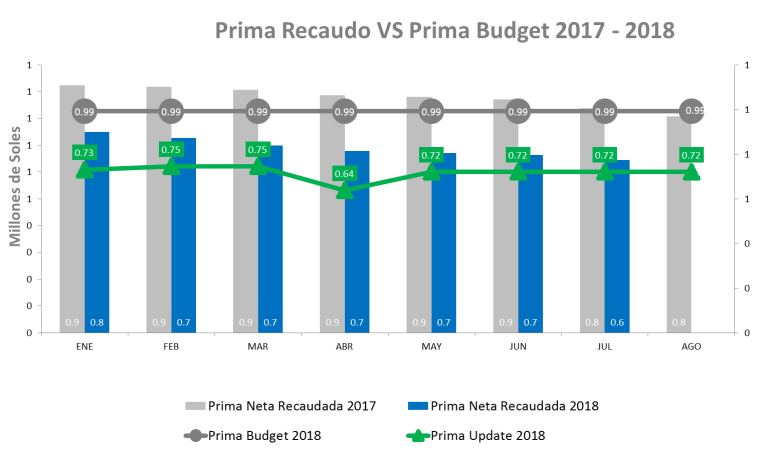 Prima Recaudo VS Prima Budget 2017 - 2018
Millones de Soles
1
1
1
1
1
0
0
0
0
0
0
1
1
1
1
0
0
0
0.99 0.99 0.99 0.99 0.99 0.99 0.99 0.99
0.73 0.75 0.75 0.64 0.72 0.72 0.72 0.72
0.9 0.8 0.9 0.7 0.9 0.7 0.9 0.7 0.9 0.7 0.9 0.7 0.8 0.6 0.8
ENE FEB MAR ABR MAY JUN JUL AGO
Prima Neta Recaudada 2017 Prima Neta Recaudada 2018
Prima Budget 2018 Prima Update 2018